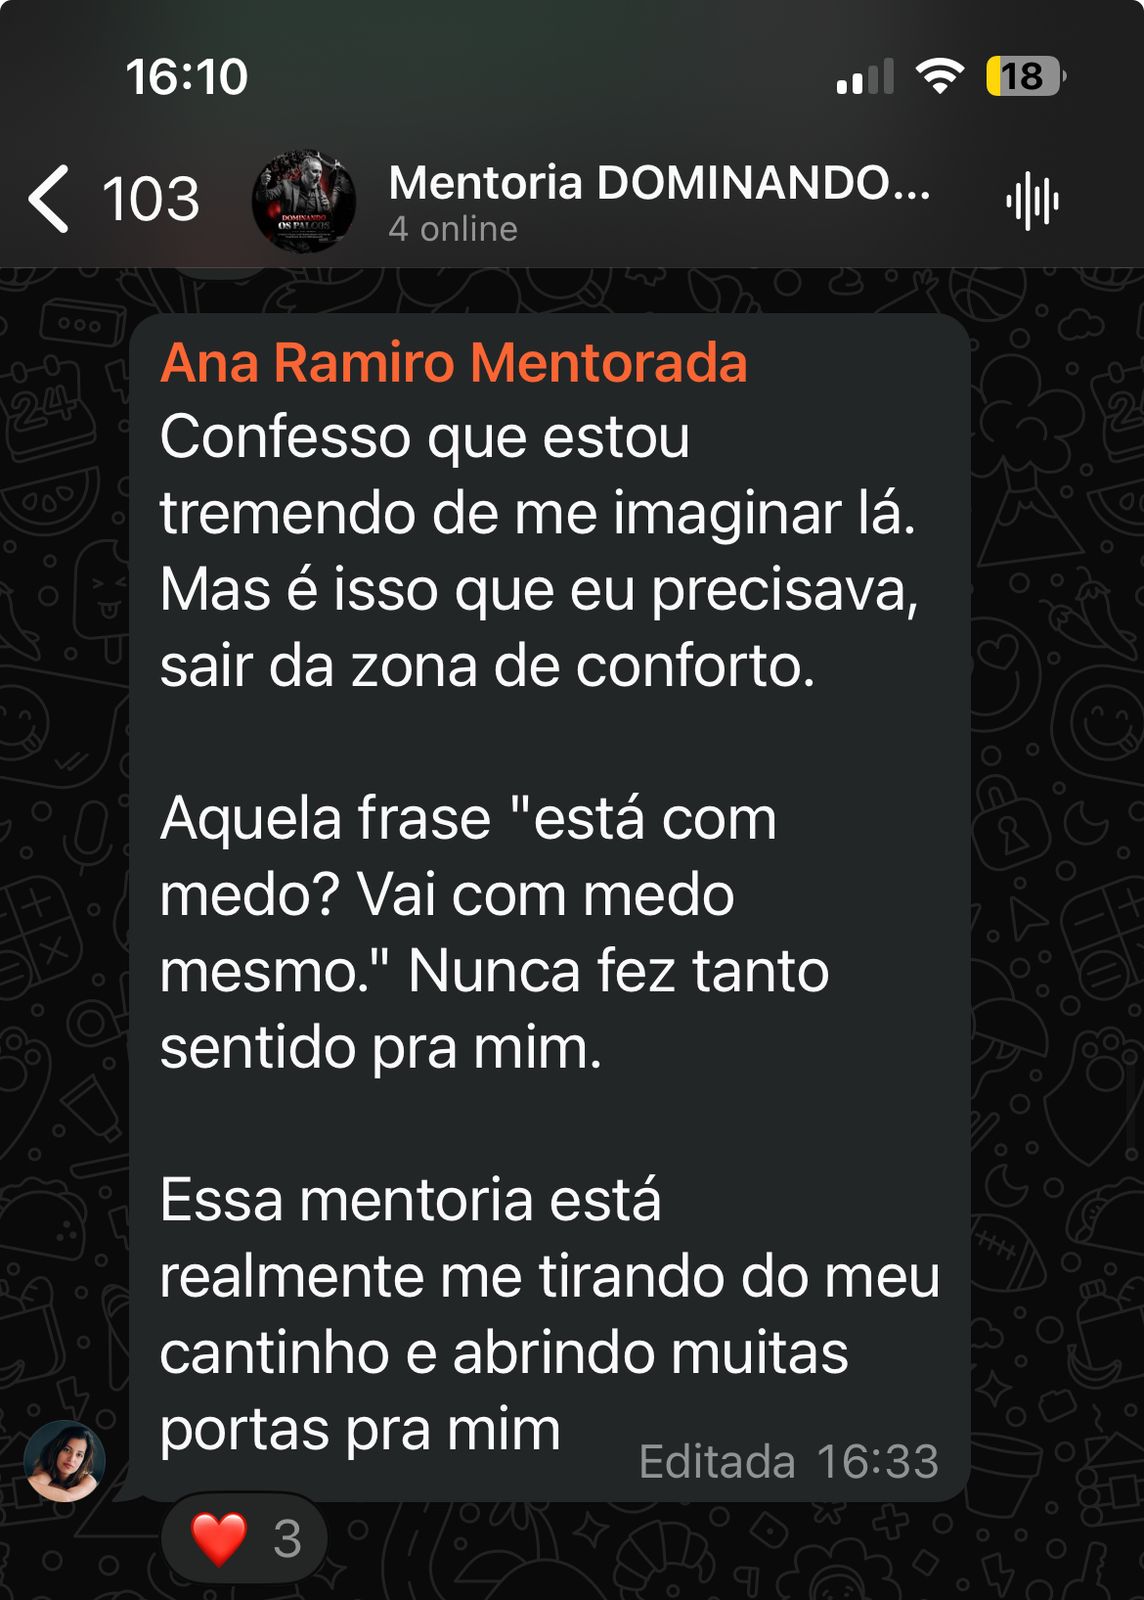 16:10
18
103
Mentoria DOMINANDO...
4 online
DOMINANDO
OS PALCOS
Ana Ramiro Mentorada
Confesso que estou
tremendo de me imaginar lá.
Mas é isso que eu precisava,
sair da zona de conforto.
Aquela frase "está com
medo? Vai com medo
mesmo." Nunca fez tanto
sentido pra mim.
Essa mentoria está
realmente me tirando do meu
cantinho e abrindo muitas
portas pra mim
Editada 16:33
❤️ 3
24
24